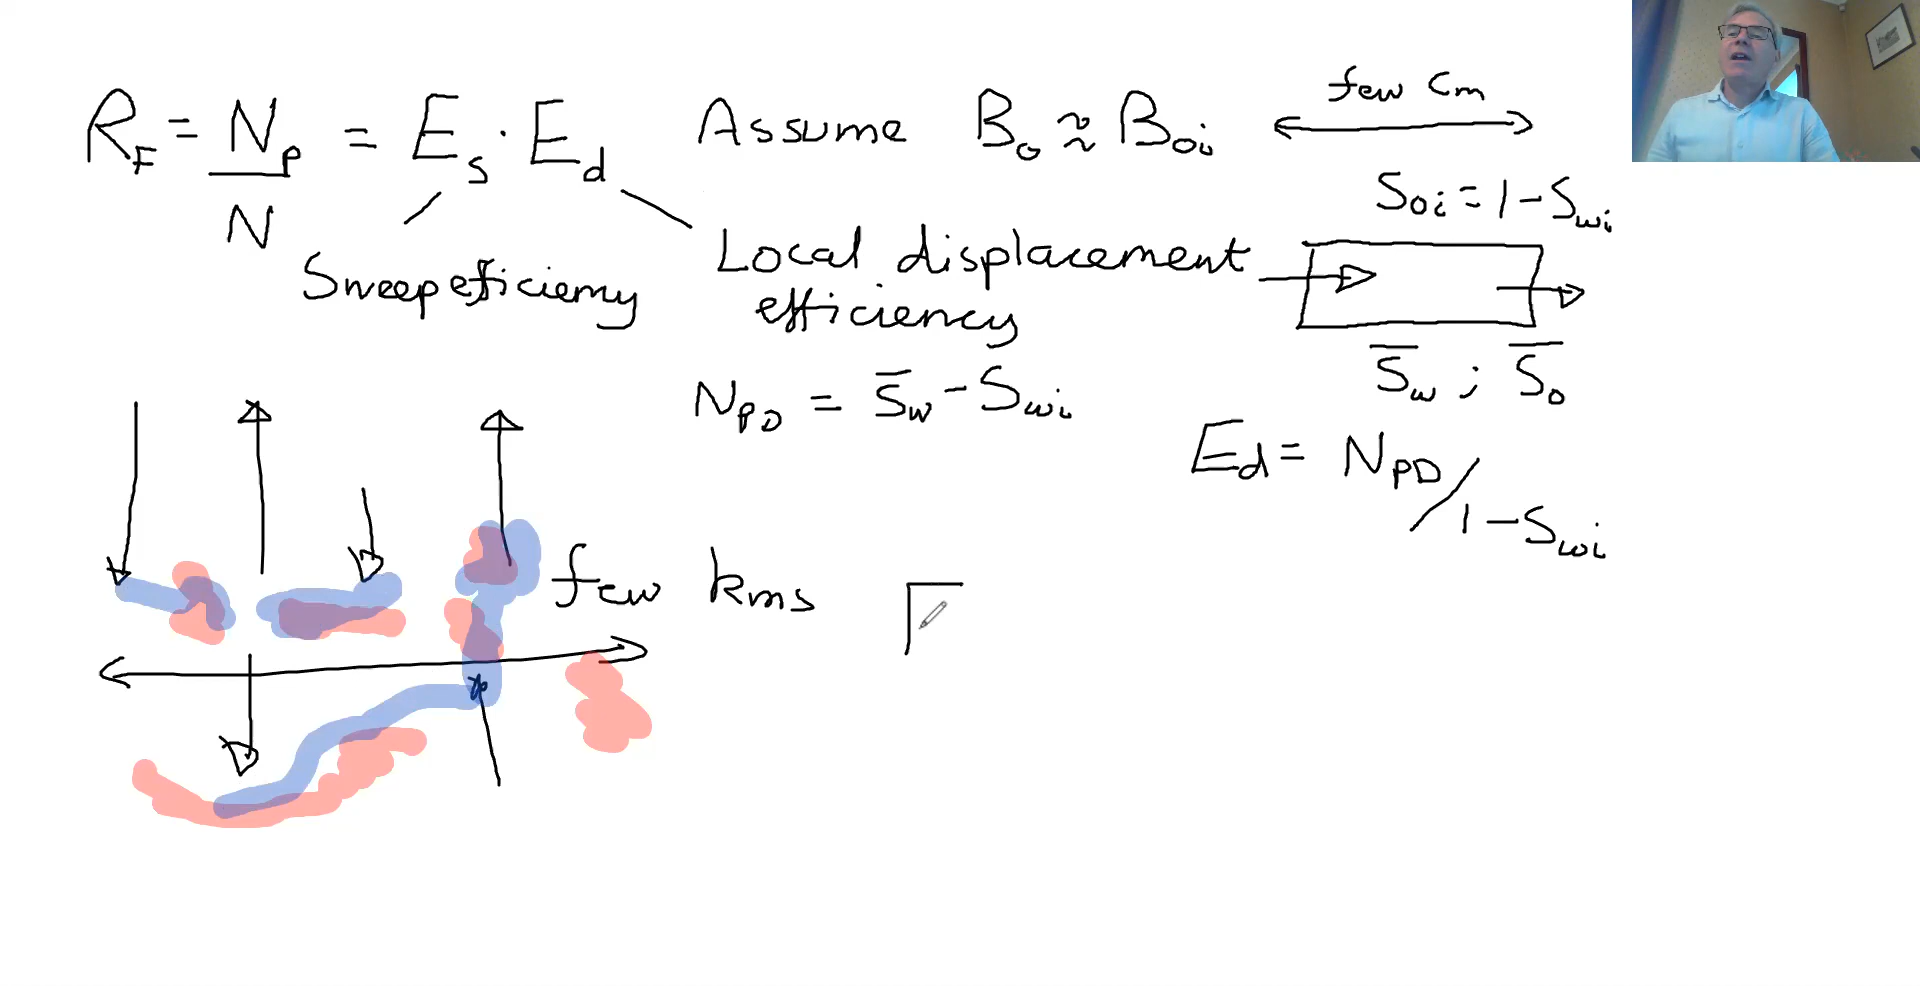 R_F = N_p / N = E_s · E_d
Assume B_o ≈ B_oi
few cm
S_oi = 1 - S_wi
Sweep efficiency
Local displacement
efficiency
S̅_w ; S̅_o
N_PD = S̅_w - S_wi
E_d = N_PD / 1 - S_wi
few kms